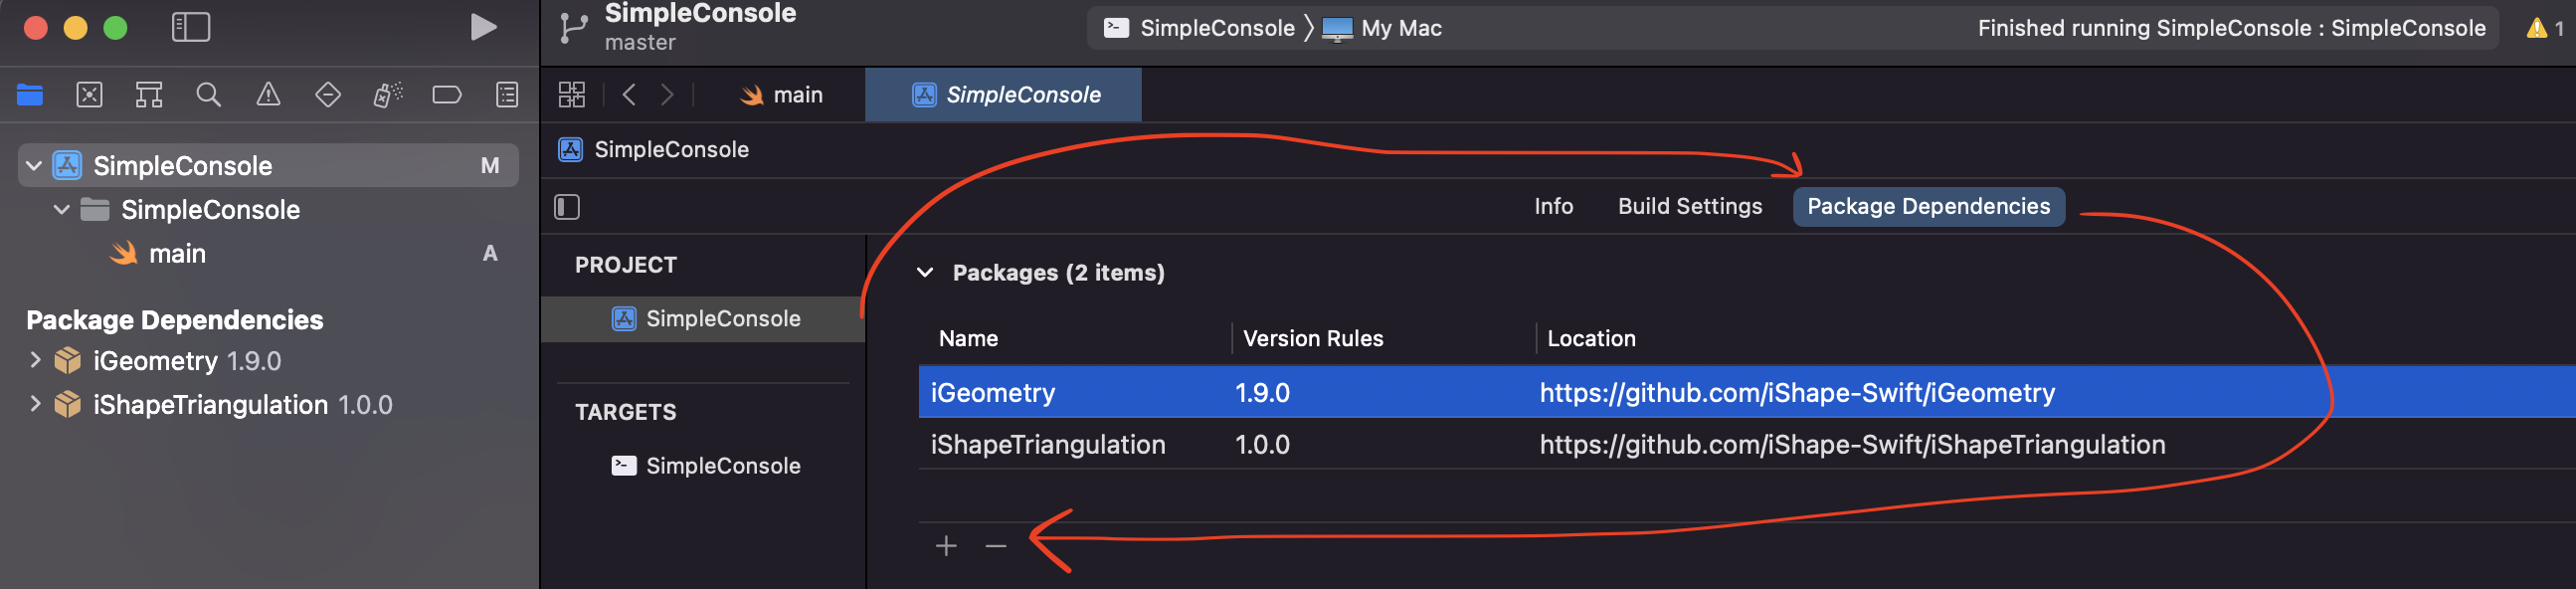 SimpleConsole
master
SimpleConsole 〉 My Mac
Finished running SimpleConsole : SimpleConsole
1
main
SimpleConsole
SimpleConsole M
SimpleConsole
main A
Package Dependencies
iGeometry 1.9.0
iShapeTriangulation 1.0.0
SimpleConsole
Info
Build Settings
Package Dependencies
PROJECT
SimpleConsole
TARGETS
SimpleConsole
Packages (2 items)
Name Version Rules Location
iGeometry 1.9.0 https://github.com/iShape-Swift/iGeometry
iShapeTriangulation 1.0.0 https://github.com/iShape-Swift/iShapeTriangulation